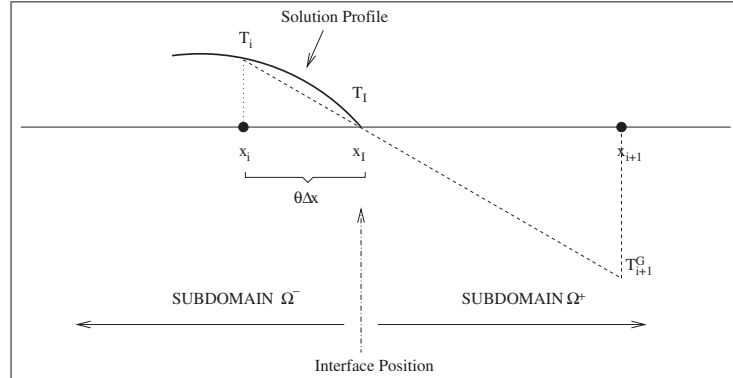 Solution Profile
T_i
T_I
x_i
x_I
x_{i+1}
θΔx
T^G_{i+1}
SUBDOMAIN Ω^-
SUBDOMAIN Ω^+
Interface Position